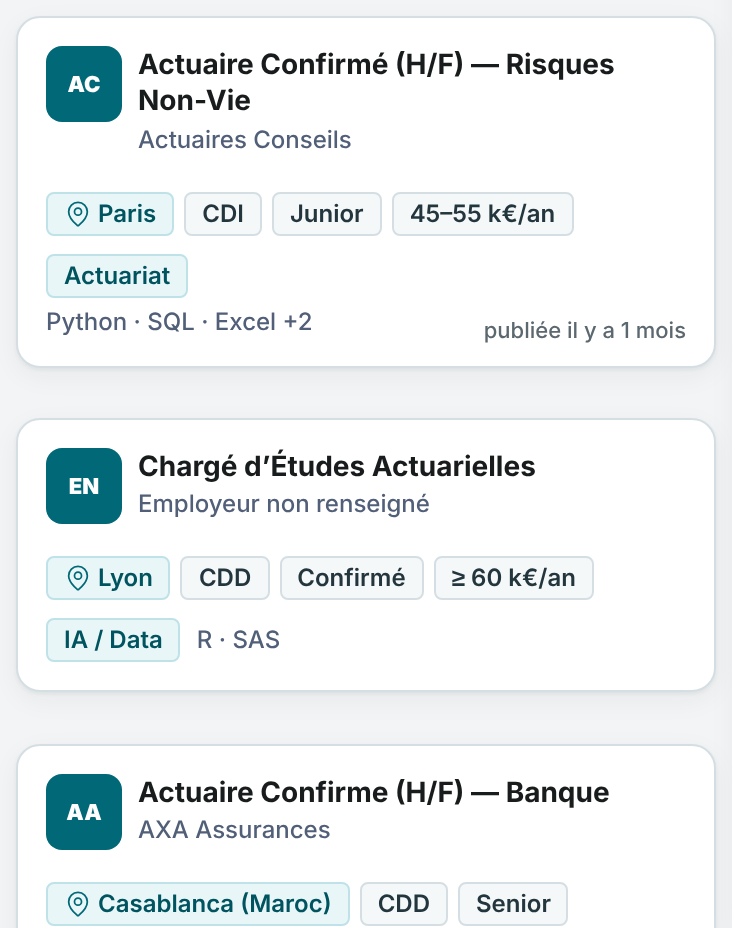 AC
Actuaire Confirmé (H/F) — Risques
Non-Vie
Actuaires Conseils
Paris
CDI
Junior
45–55 k€/an
Actuariat
Python · SQL · Excel +2
publiée il y a 1 mois
EN
Chargé d’Études Actuarielles
Employeur non renseigné
Lyon
CDD
Confirmé
≥ 60 k€/an
IA / Data
R · SAS
AA
Actuaire Confirme (H/F) — Banque
AXA Assurances
Casablanca (Maroc)
CDD
Senior